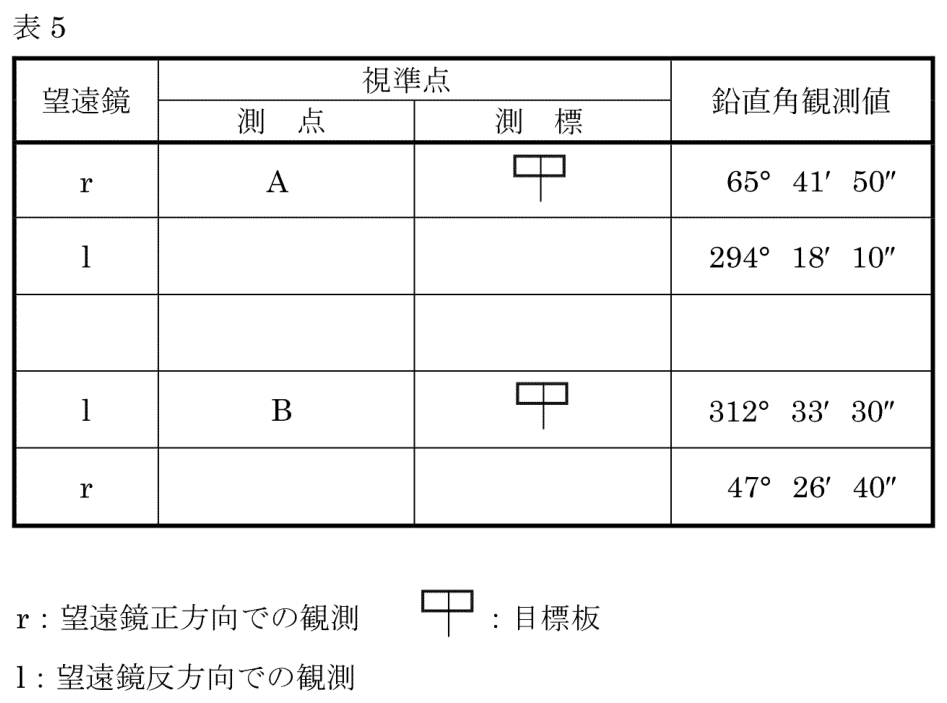 表 5
望遠鏡 視準点 鉛直角観測値
測 点 測 標
r A 65° 41′ 50″
l 294° 18′ 10″
l B 312° 33′ 30″
r 47° 26′ 40″
r：望遠鏡正方向での観測 ：目標板
l：望遠鏡反方向での観測